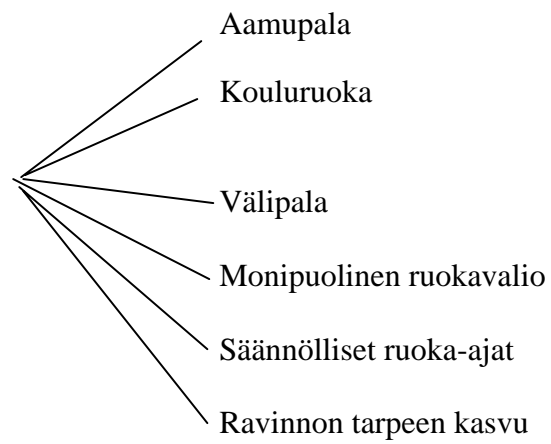 Aamupala
Kouluruoka
Välipala
Monipuolinen ruokavalio
Säännölliset ruoka-ajat
Ravinnon tarpeen kasvu